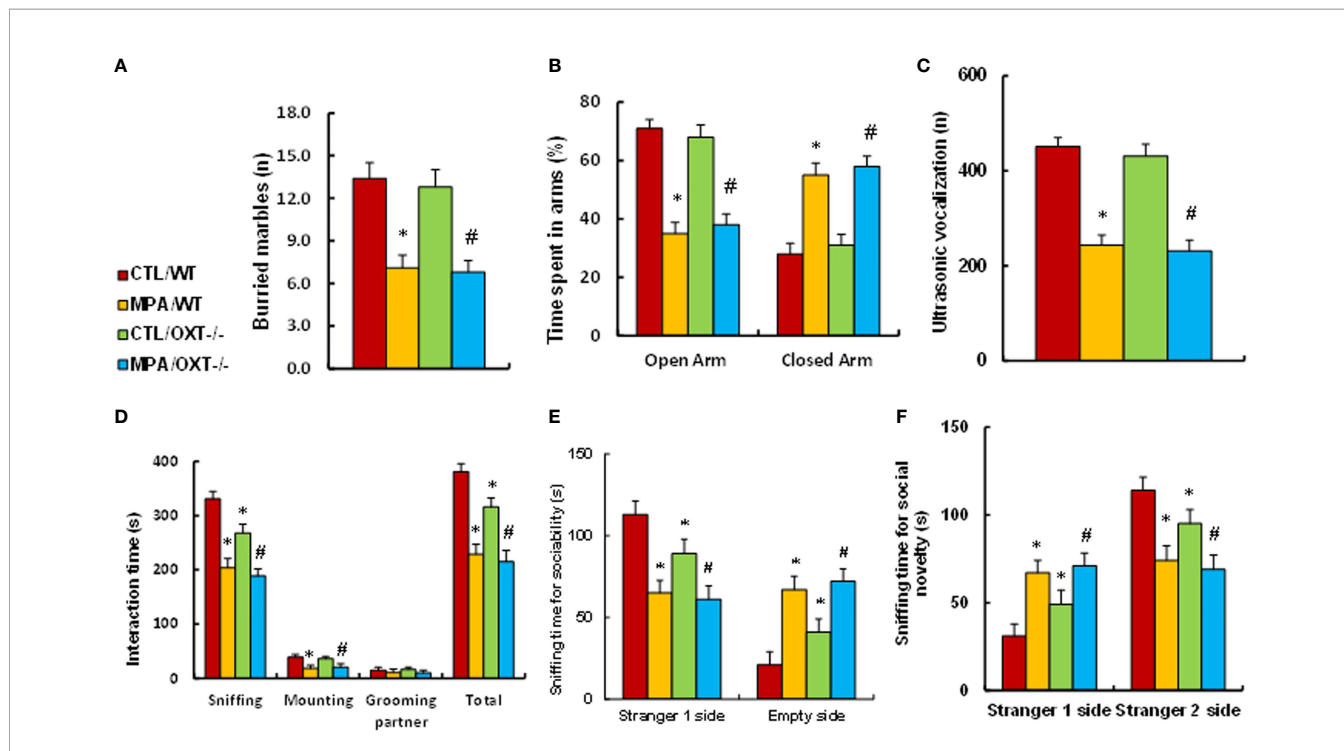 A
B
C
Burried marbles (n)
18.0
15.0
12.0
9.0
6.0
3.0
0.0
*
#
CTL/WT
MPA/WT
CTL/OXT-/-
MPA/OXT-/-
Time spent in arms (%)
80
60
40
20
0
*
#
*
#
Open Arm
Closed Arm
Ultrasonic vocalization (n)
600
400
200
0
*
#
D
E
F
Interaction time (s)
400
300
200
100
0
*
*
#
*
#
*
*
#
Sniffing
Mounting
Grooming
partner
Total
Sniffing time for sociability (s)
150
100
50
0
*
*
#
*
*
#
Stranger 1 side
Empty side
Sniffing time for social
novelty (s)
150
100
50
0
*
*
#
*
*
#
Stranger 1 side
Stranger 2 side